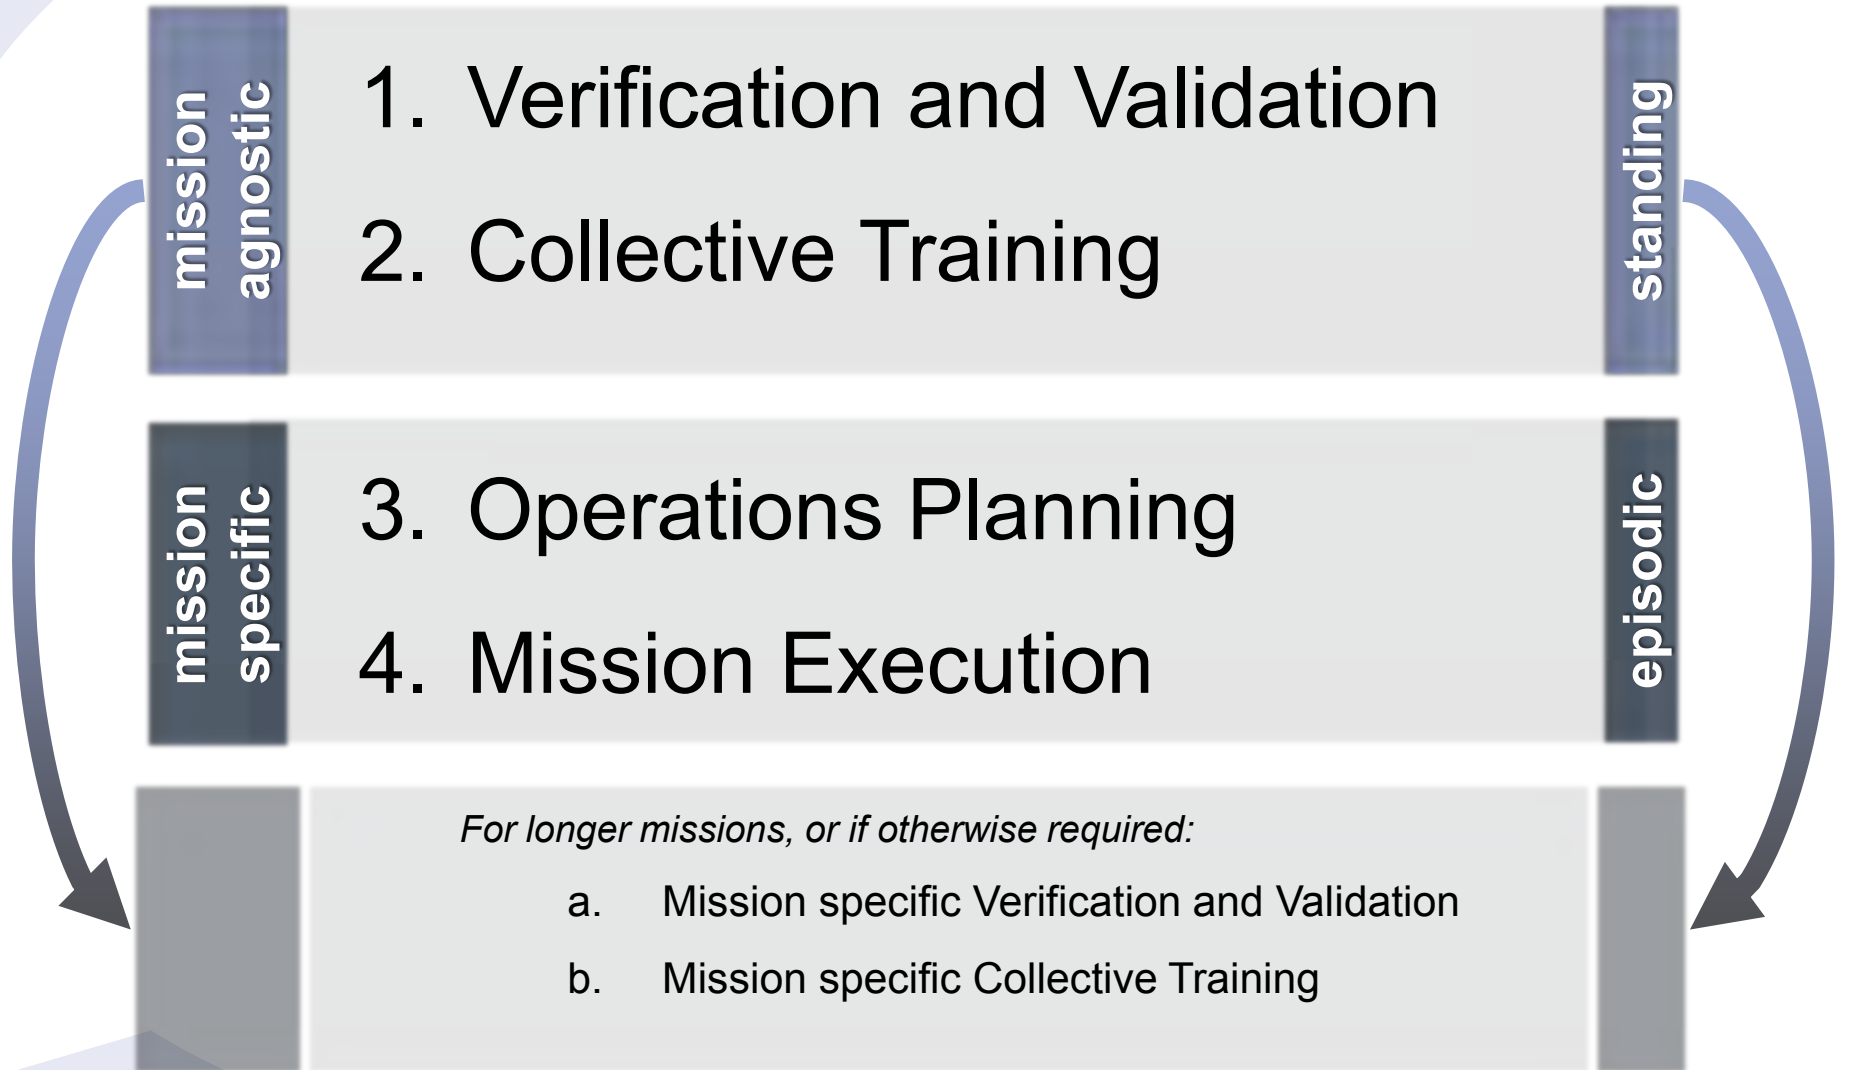 mission
agnostic
1. Verification and Validation
2. Collective Training
standing
mission
specific
3. Operations Planning
4. Mission Execution
episodic
For longer missions, or if otherwise required:
a. Mission specific Verification and Validation
b. Mission specific Collective Training